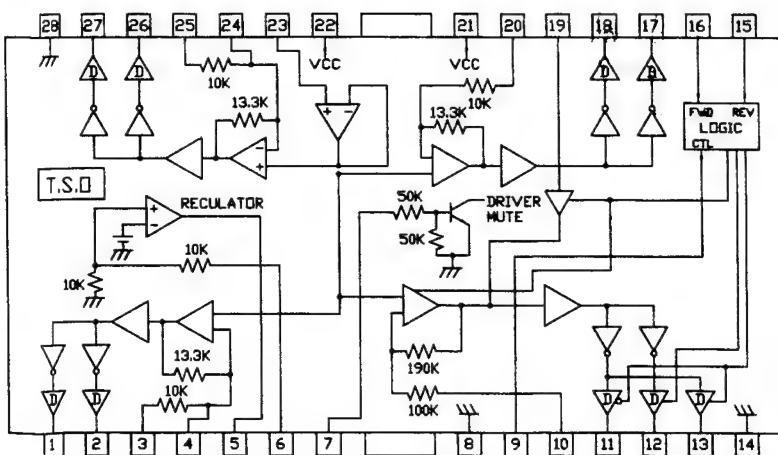 28 27 26 25 24 23 22 21 20 19 18 17 16 15
D D VCC VCC D D
10K 10K
13.3K 13.3K
FWD REV
LOGIC
CTL
- + + -
T.S.D
RECULATOR
+ -
50K DRIVER
MUTE
50K
10K
10K
13.3K
10K
190K
100K
D D D D D
1 2 3 4 5 6 7 8 9 10 11 12 13 14